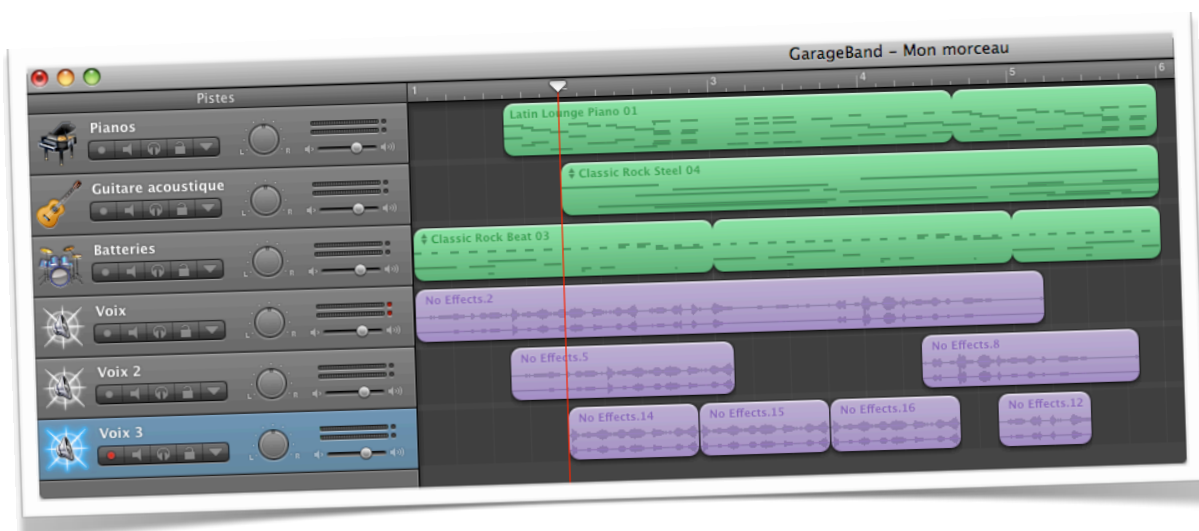 GarageBand – Mon morceau
Pistes
1 2 3 4 5 6
Pianos
L R
Latin Lounge Piano 01
Guitare acoustique
L R
Classic Rock Steel 04
Batteries
L R
Classic Rock Beat 03
Voix
L R
No Effects.2
Voix 2
L R
No Effects.5
No Effects.8
Voix 3
L R
No Effects.14
No Effects.15
No Effects.16
No Effects.12